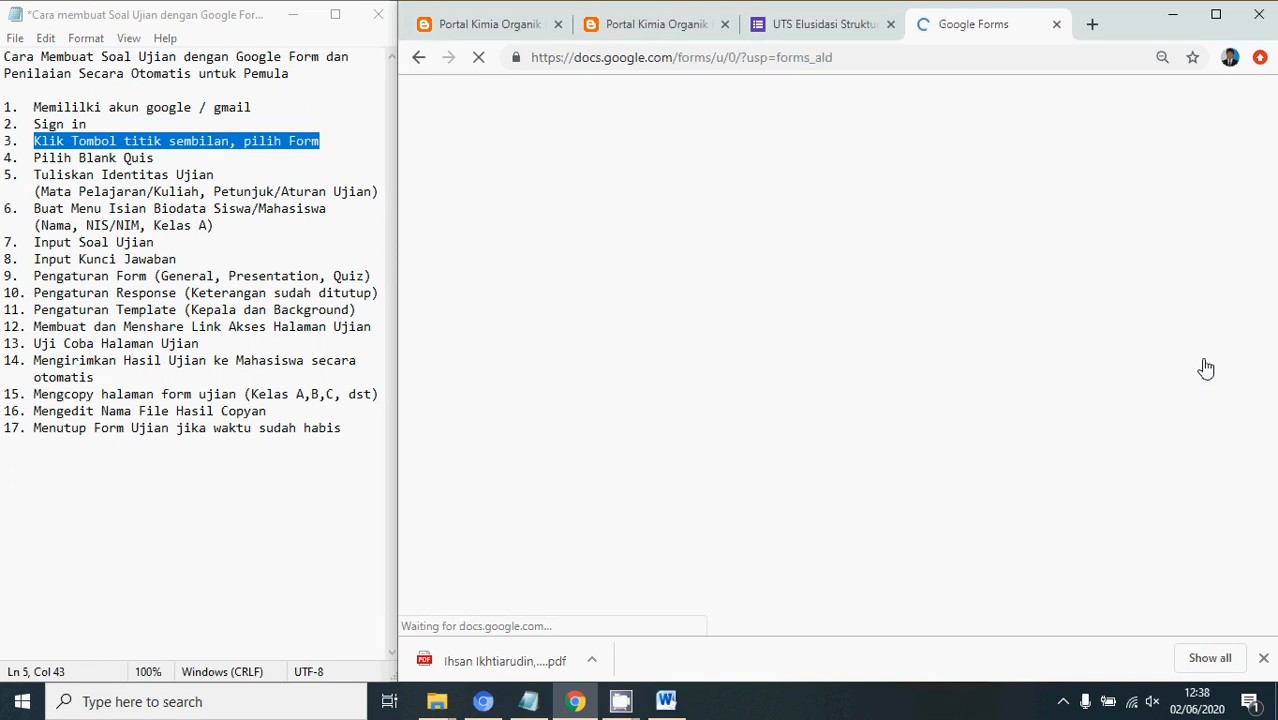 *Cara membuat Soal Ujian dengan Google For...
File Edit Format View Help
Cara Membuat Soal Ujian dengan Google Form dan
Penilaian Secara Otomatis untuk Pemula
1. Memililki akun google / gmail
2. Sign in
3. Klik Tombol titik sembilan, pilih Form
4. Pilih Blank Quis
5. Tuliskan Identitas Ujian
(Mata Pelajaran/Kuliah, Petunjuk/Aturan Ujian)
6. Buat Menu Isian Biodata Siswa/Mahasiswa
(Nama, NIS/NIM, Kelas A)
7. Input Soal Ujian
8. Input Kunci Jawaban
9. Pengaturan Form (General, Presentation, Quiz)
10. Pengaturan Response (Keterangan sudah ditutup)
11. Pengaturan Template (Kepala dan Background)
12. Membuat dan Menshare Link Akses Halaman Ujian
13. Uji Coba Halaman Ujian
14. Mengirimkan Hasil Ujian ke Mahasiswa secara
otomatis
15. Mengcopy halaman form ujian (Kelas A,B,C, dst)
16. Mengedit Nama File Hasil Copyan
17. Menutup Form Ujian jika waktu sudah habis
Ln 5, Col 43 100% Windows (CRLF) UTF-8
Portal Kimia Organik Portal Kimia Organik UTS Elusidasi Struktu Google Forms
https://docs.google.com/forms/u/0/?usp=forms_ald
Waiting for docs.google.com...
PDF Ihsan Ikhtiarudin,....pdf Show all
Type here to search
12:38
02/06/2020
1